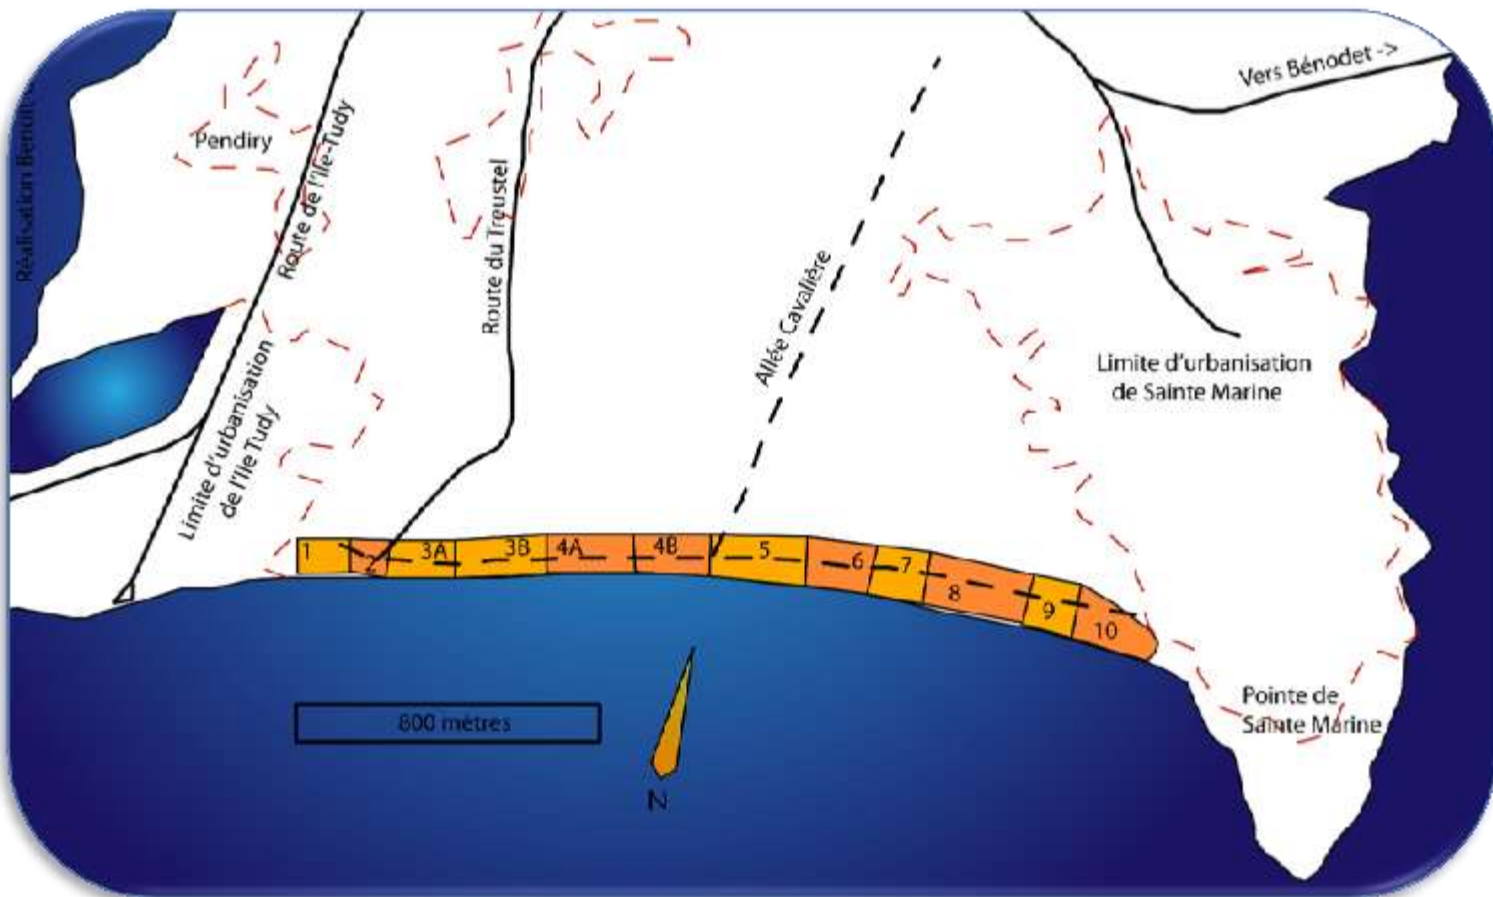 Vers Bénodet ->
Pendiry
Route de l'Ile-Tudy
Route du Treustel
Allée Cavalière
Limite d'urbanisation
de l'Ile Tudy
Limite d'urbanisation
de Sainte Marine
1
2
3A
3B
4A
4B
5
6
7
8
9
10
800 mètres
N
Pointe de
Sainte Marine
Réalisation Benoit